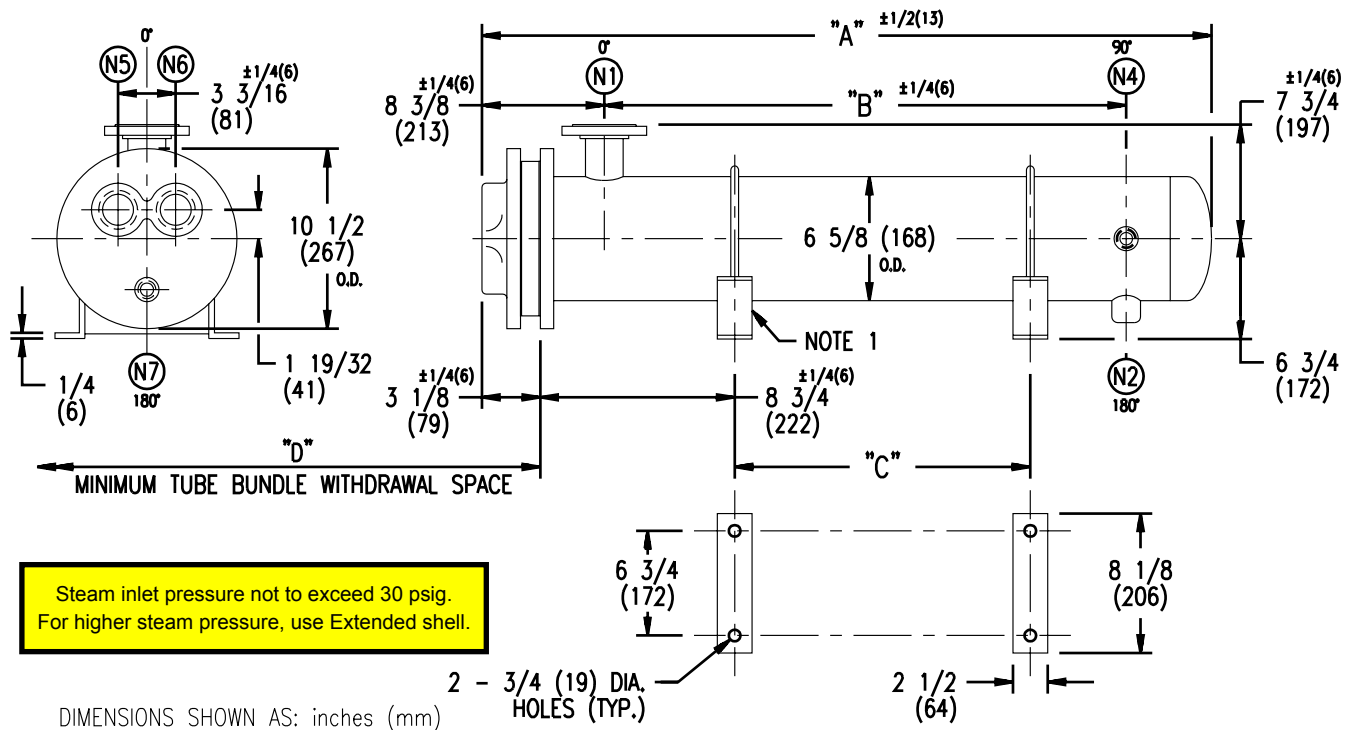 "A" ±1/2(13)
0°
N5 N6
±1/4(6)
3 3/16
(81)
±1/4(6)
8 3/8
(213)
0°
N1
"B" ±1/4(6)
90°
N4
±1/4(6)
7 3/4
(197)
10 1/2
(267)
O.D.
6 5/8 (168)
O.D.
NOTE 1
1/4
(6)
N7
180°
1 19/32
(41)
±1/4(6)
3 1/8
(79)
±1/4(6)
8 3/4
(222)
N2
180°
6 3/4
(172)
"D"
MINIMUM TUBE BUNDLE WITHDRAWAL SPACE
"C"
6 3/4
(172)
8 1/8
(206)
Steam inlet pressure not to exceed 30 psig.
For higher steam pressure, use Extended shell.
2 - 3/4 (19) DIA.
HOLES (TYP.)
2 1/2
(64)
DIMENSIONS SHOWN AS: inches (mm)